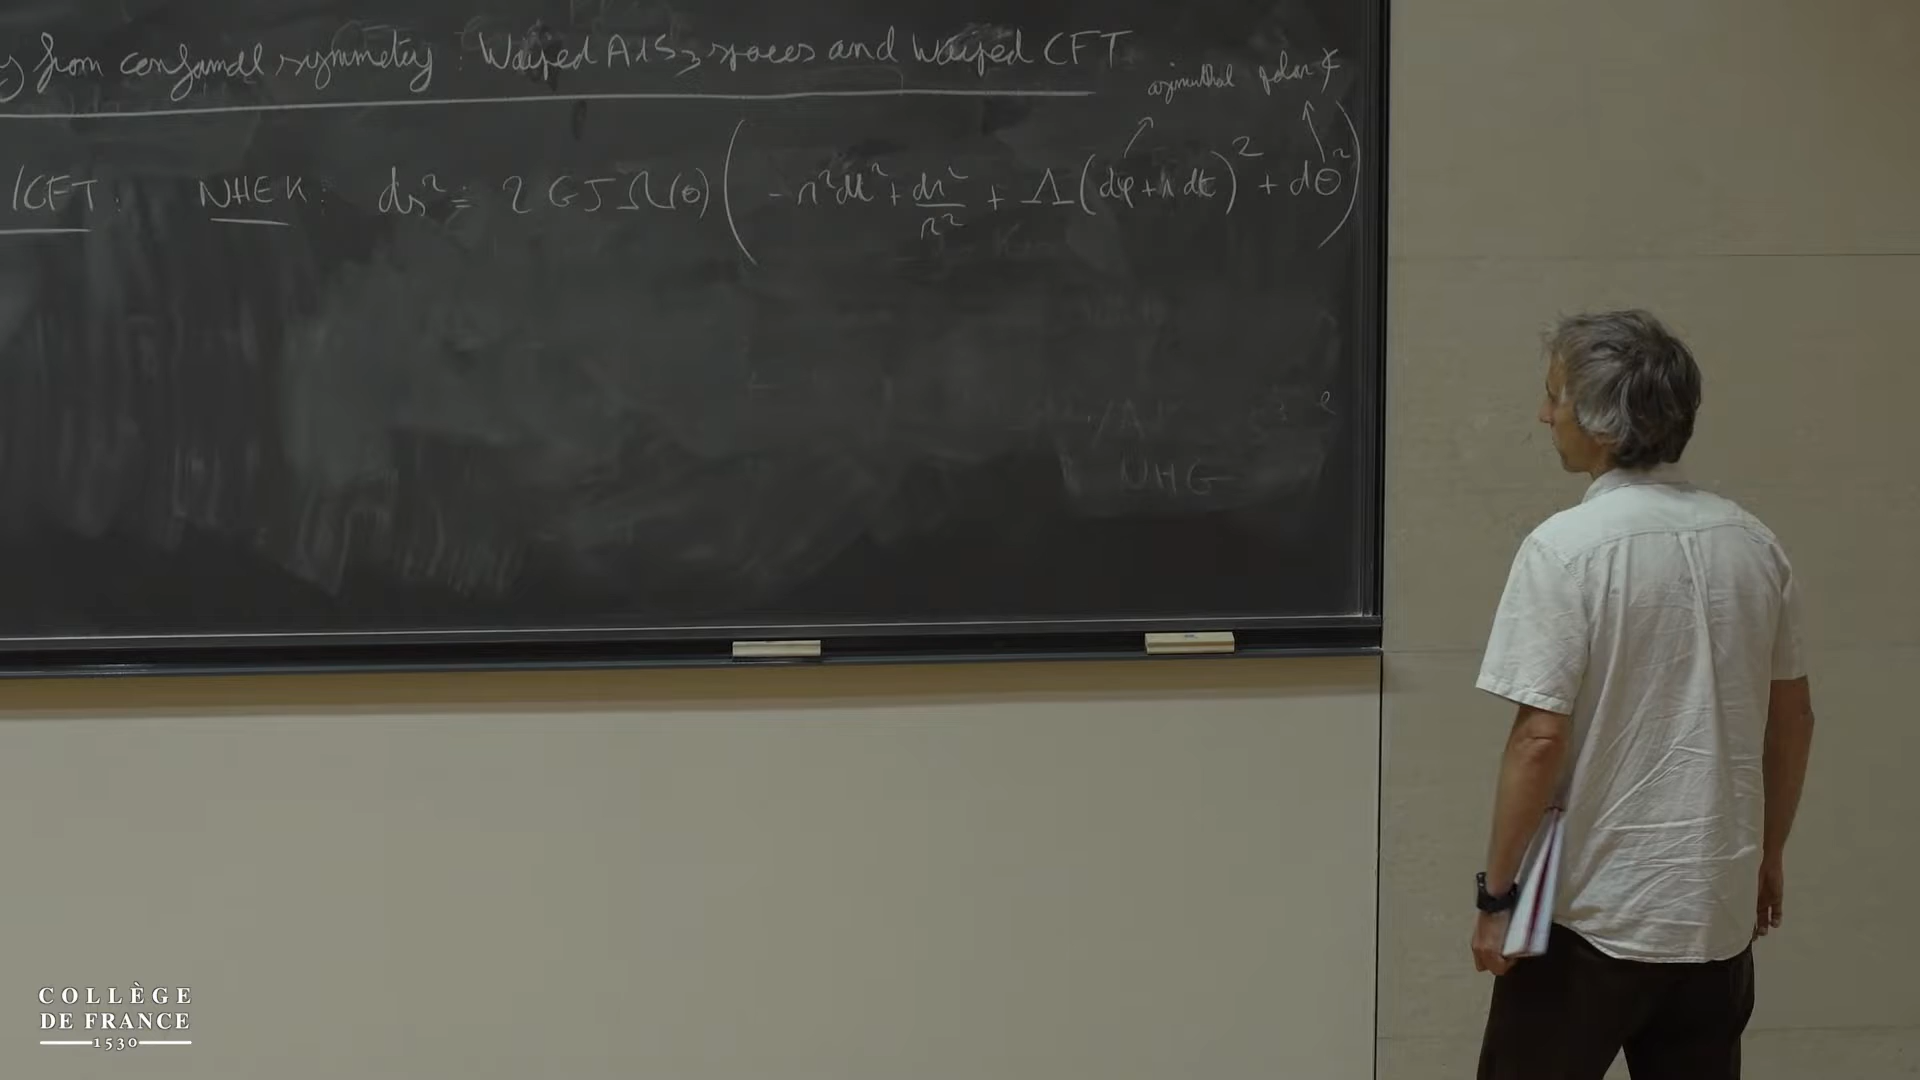 from conformal symmetry : Warped AdS₃ spaces and Warped CFT
azimuthal polar ∢
/CFT : NHEK : ds² = 2GJΩ(θ) ( -r²dt² + dr²/r² + Λ(dφ + r dt)² + dθ² )
NHG
COLLÈGE
DE FRANCE
1530